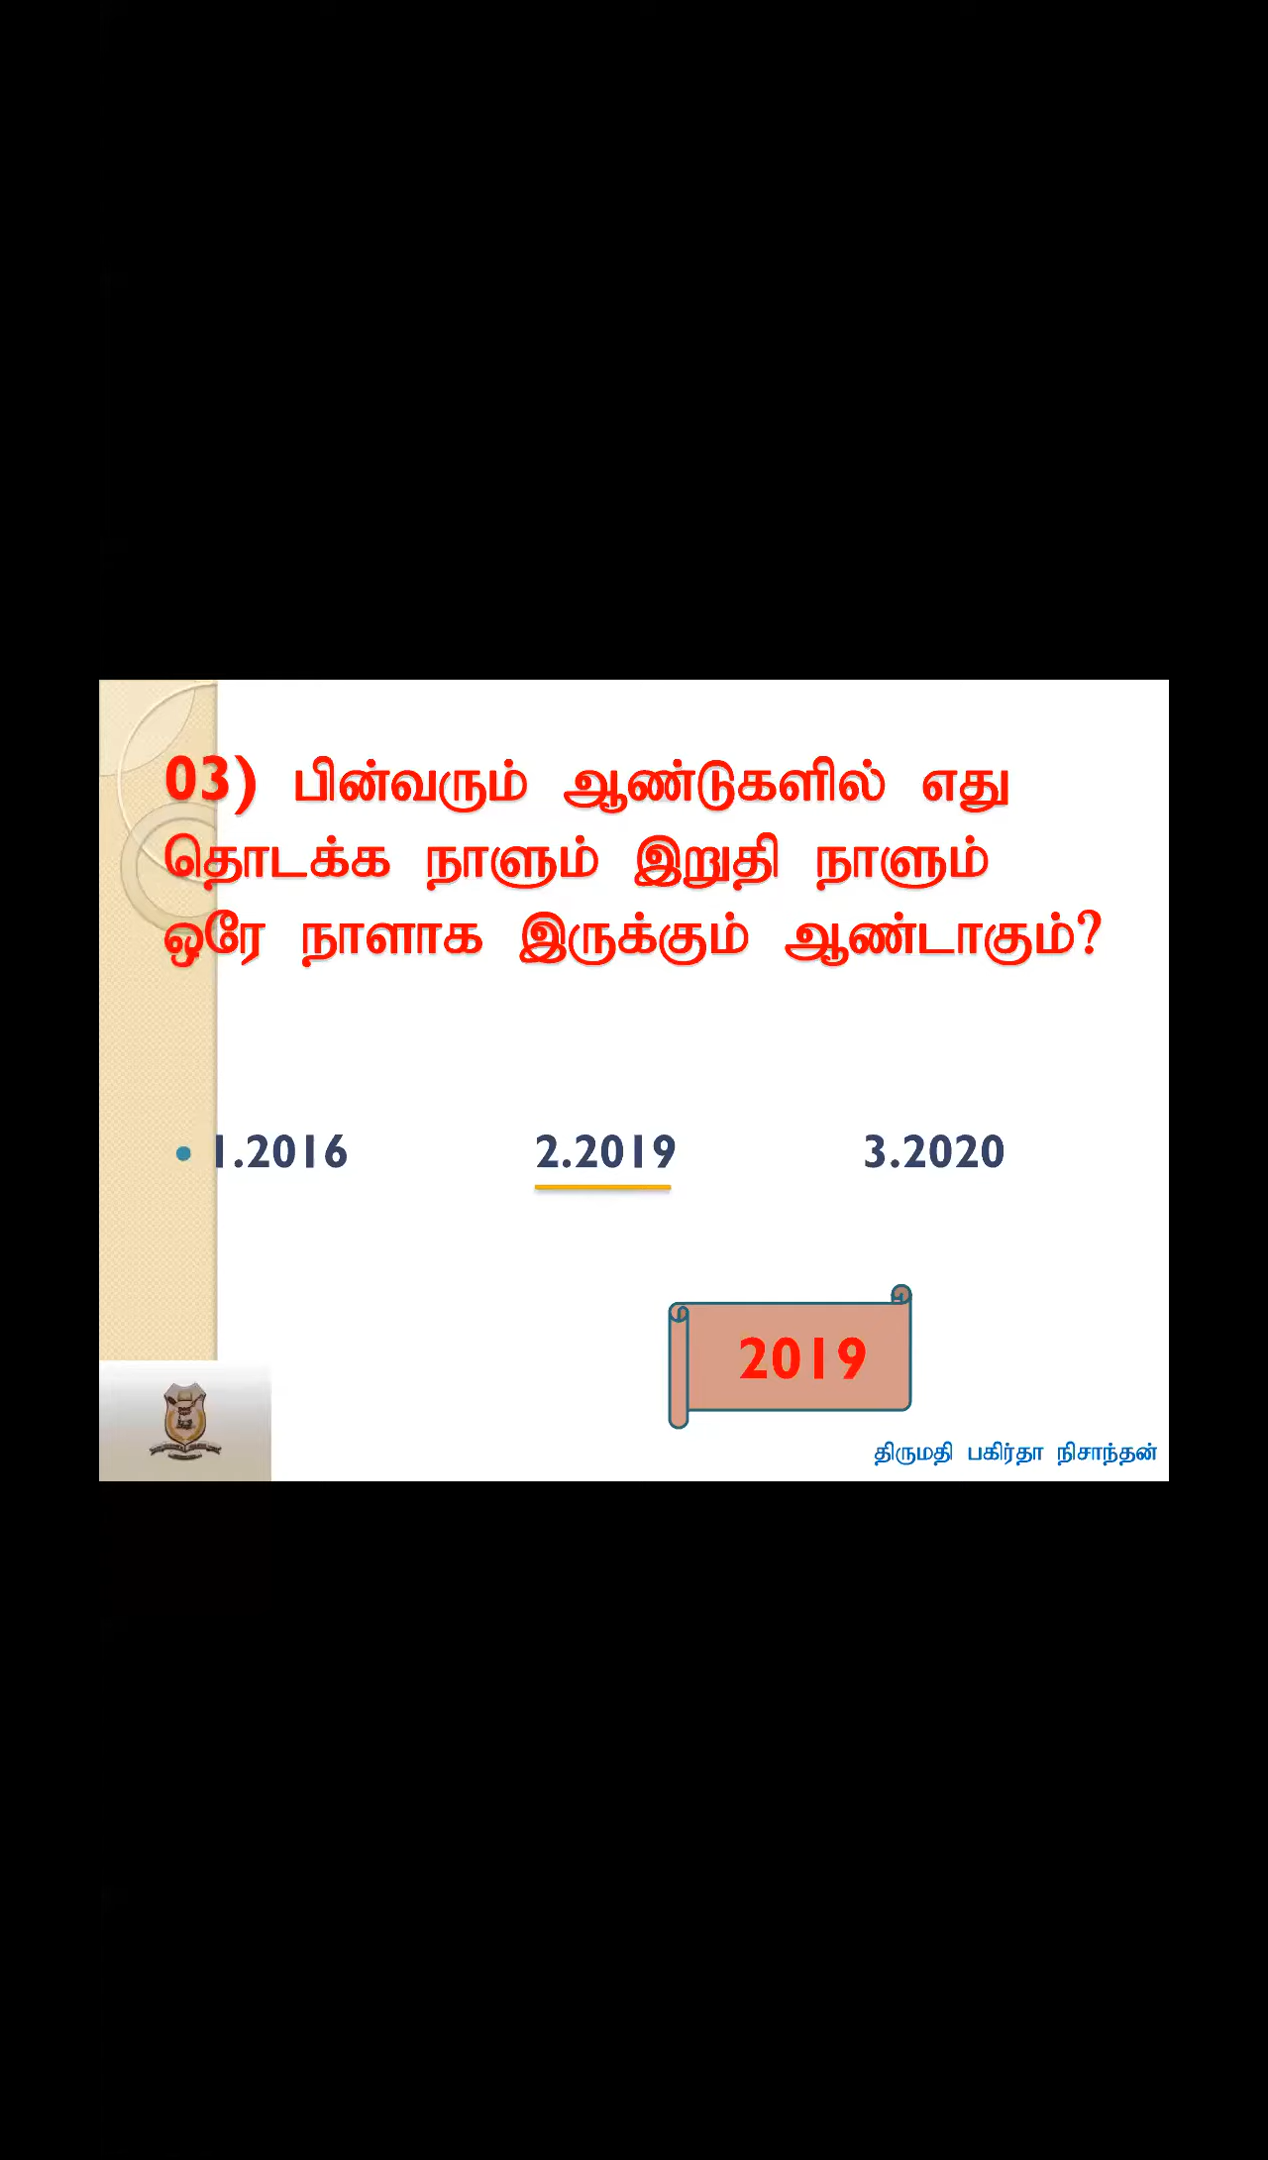 03) பின்வரும் ஆண்டுகளில் எது
தொடக்க நாளும் இறுதி நாளும்
ஒரே நாளாக இருக்கும் ஆண்டாகும்?
• 1.2016 2.2019 3.2020
2019
திருமதி பகிர்தா நிசாந்தன்